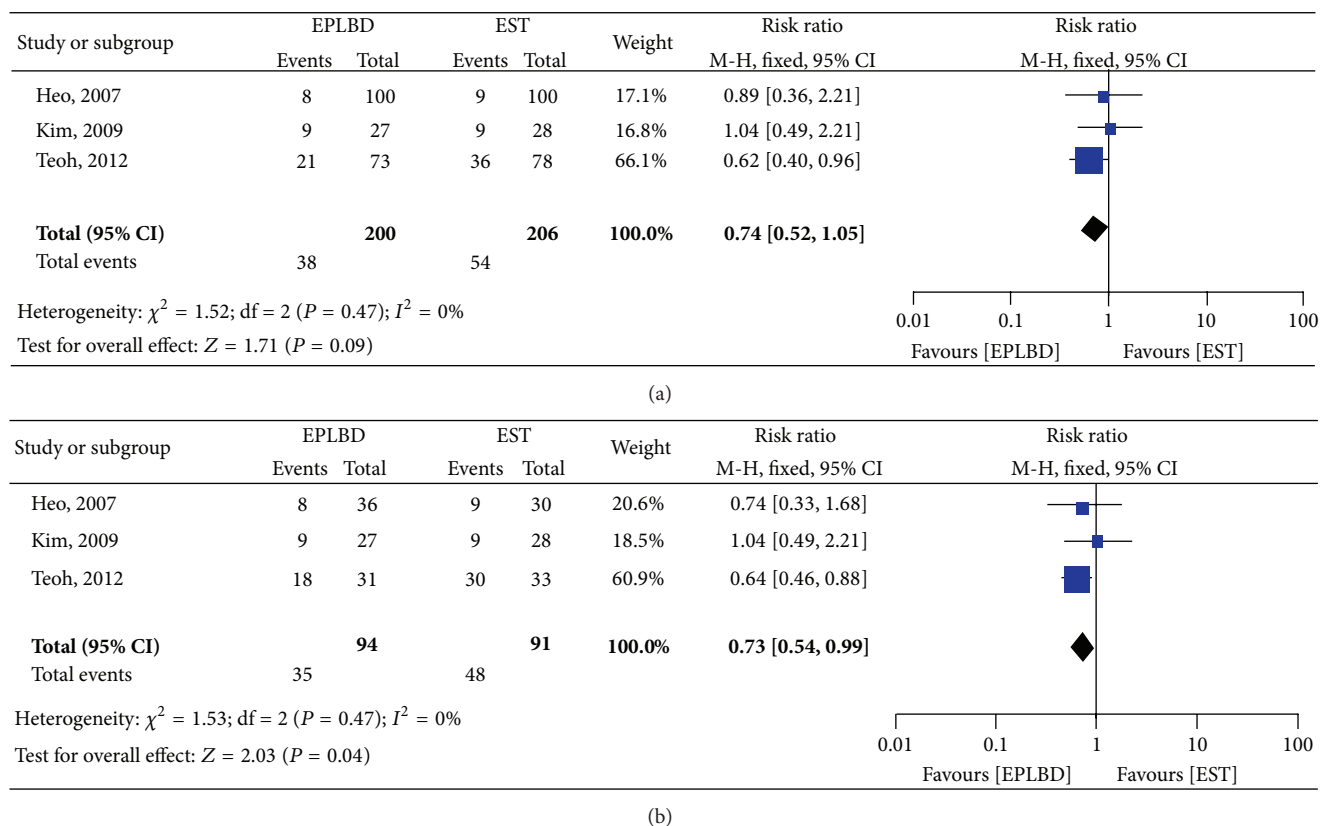 Study or subgroup EPLBD EST Weight Risk ratio Risk ratio
Events Total Events Total M-H, fixed, 95% CI M-H, fixed, 95% CI
Heo, 2007 8 100 9 100 17.1% 0.89 [0.36, 2.21]
Kim, 2009 9 27 9 28 16.8% 1.04 [0.49, 2.21]
Teoh, 2012 21 73 36 78 66.1% 0.62 [0.40, 0.96]
Total (95% CI) 200 206 100.0% 0.74 [0.52, 1.05]
Total events 38 54
Heterogeneity: χ² = 1.52; df = 2 (P = 0.47); I² = 0%
Test for overall effect: Z = 1.71 (P = 0.09)
0.01 0.1 1 10 100
Favours [EPLBD] Favours [EST]
(a)
Study or subgroup EPLBD EST Weight Risk ratio Risk ratio
Events Total Events Total M-H, fixed, 95% CI M-H, fixed, 95% CI
Heo, 2007 8 36 9 30 20.6% 0.74 [0.33, 1.68]
Kim, 2009 9 27 9 28 18.5% 1.04 [0.49, 2.21]
Teoh, 2012 18 31 30 33 60.9% 0.64 [0.46, 0.88]
Total (95% CI) 94 91 100.0% 0.73 [0.54, 0.99]
Total events 35 48
Heterogeneity: χ² = 1.53; df = 2 (P = 0.47); I² = 0%
Test for overall effect: Z = 2.03 (P = 0.04)
0.01 0.1 1 10 100
Favours [EPLBD] Favours [EST]
(b)